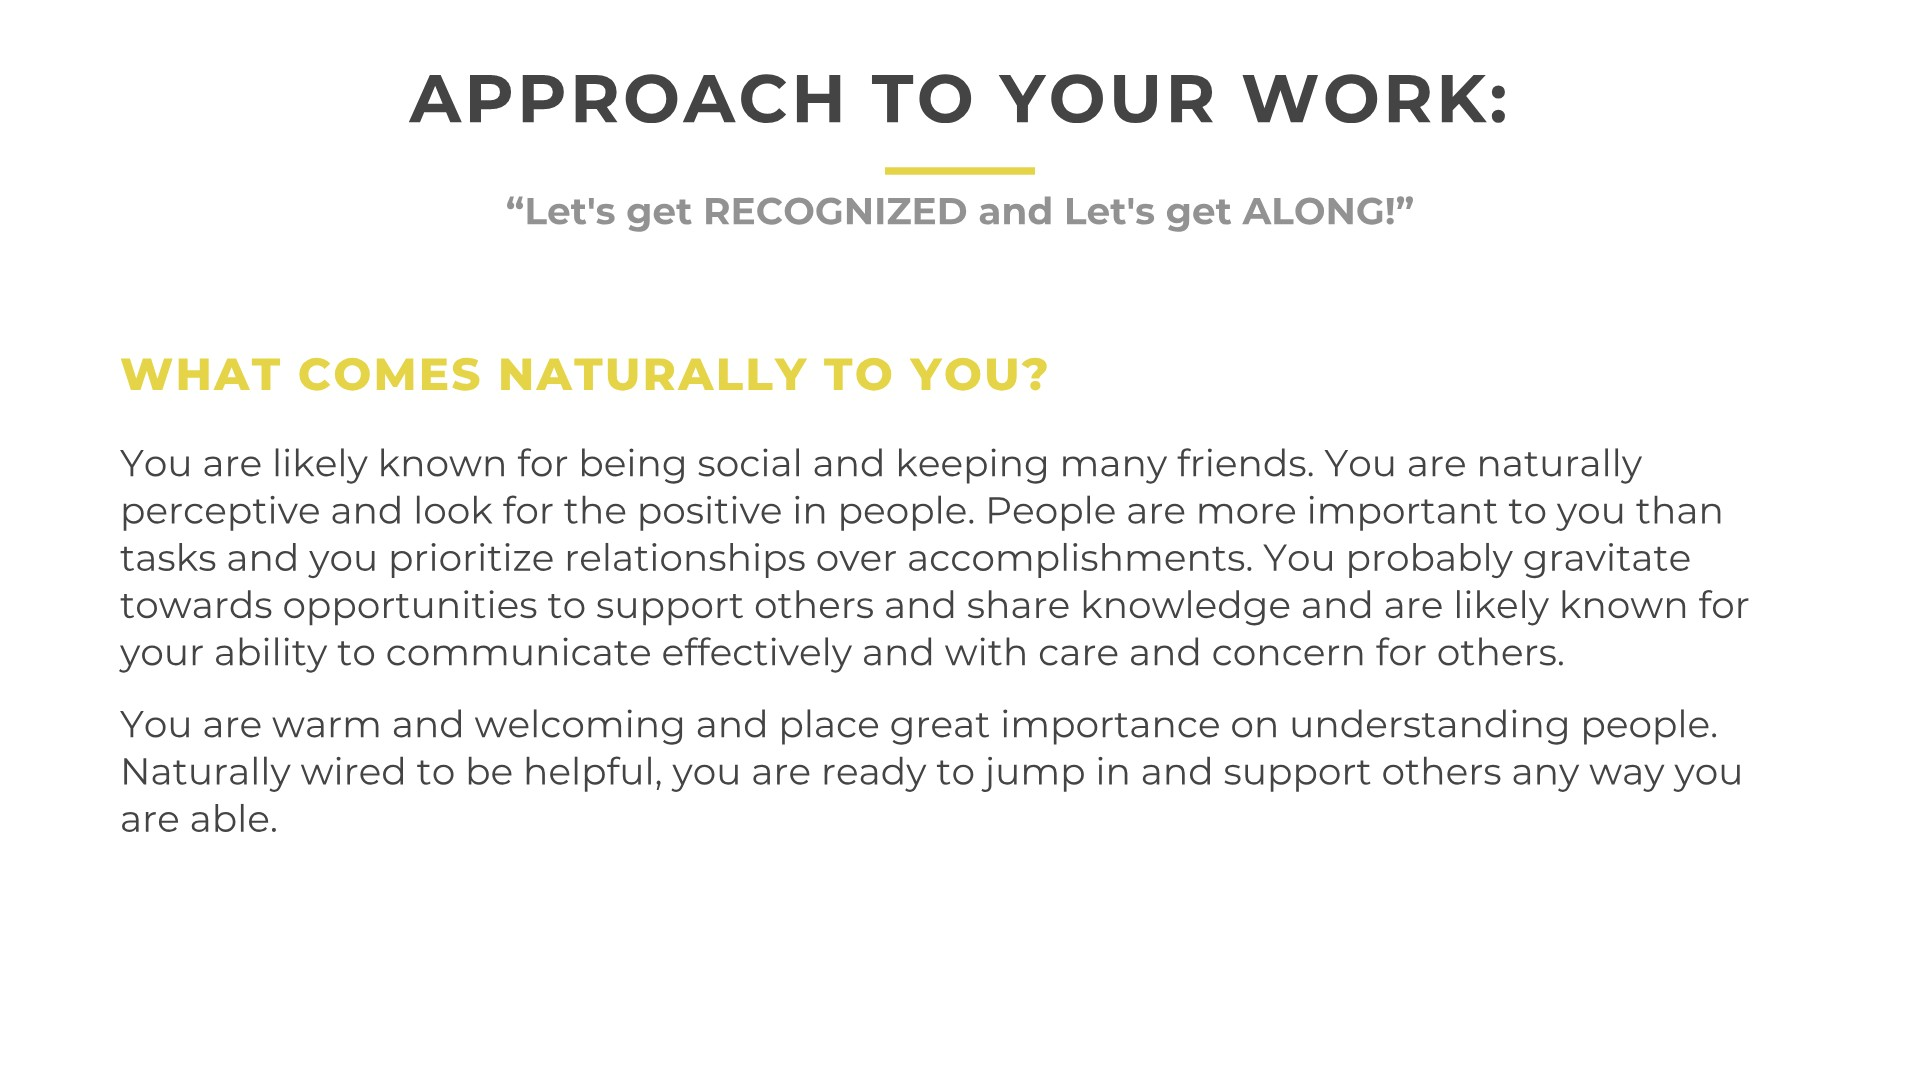 APPROACH TO YOUR WORK:
“Let's get RECOGNIZED and Let's get ALONG!”
WHAT COMES NATURALLY TO YOU?
You are likely known for being social and keeping many friends. You are naturally
perceptive and look for the positive in people. People are more important to you than
tasks and you prioritize relationships over accomplishments. You probably gravitate
towards opportunities to support others and share knowledge and are likely known for
your ability to communicate effectively and with care and concern for others.
You are warm and welcoming and place great importance on understanding people.
Naturally wired to be helpful, you are ready to jump in and support others any way you
are able.